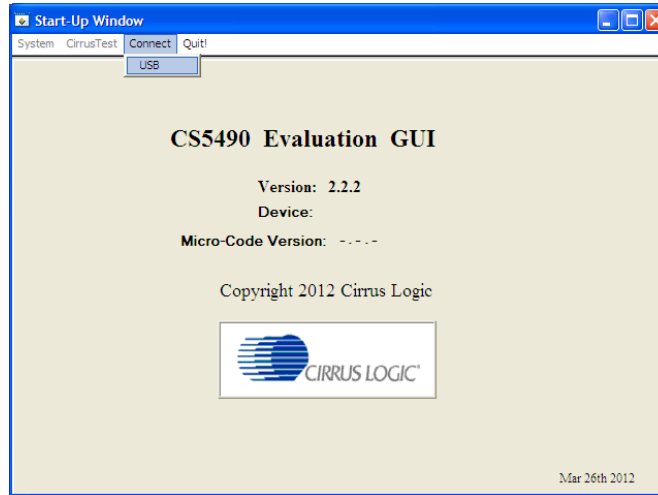 Start-Up Window
System CirrusTest Connect Quit!
USB
CS5490 Evaluation GUI
Version: 2.2.2
Device:
Micro-Code Version: -.-.-
Copyright 2012 Cirrus Logic
CIRRUS LOGIC®
Mar 26th 2012